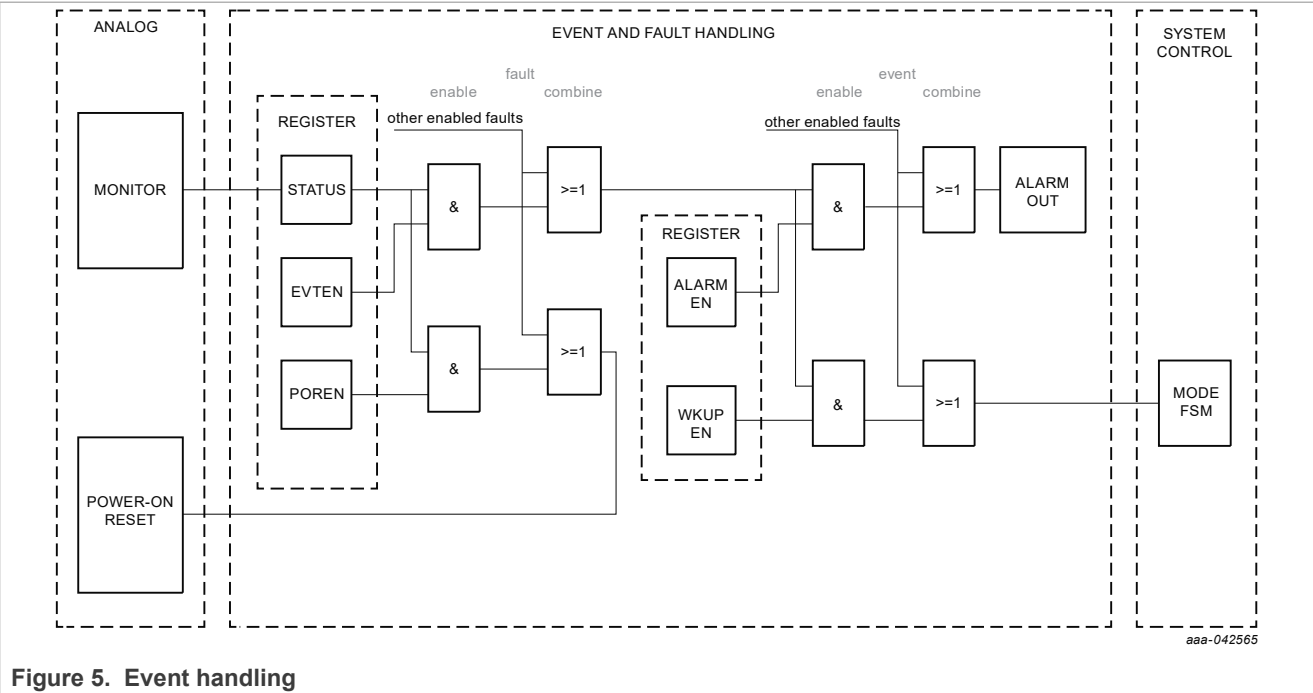 ANALOG
EVENT AND FAULT HANDLING
SYSTEM
CONTROL
fault
enable
combine
event
enable
combine
REGISTER
other enabled faults
other enabled faults
MONITOR
STATUS
&
>=1
&
>=1
ALARM
OUT
REGISTER
EVTEN
ALARM
EN
POREN
&
>=1
WKUP
EN
&
>=1
MODE
FSM
POWER-ON
RESET
aaa-042565
Figure 5. Event handling